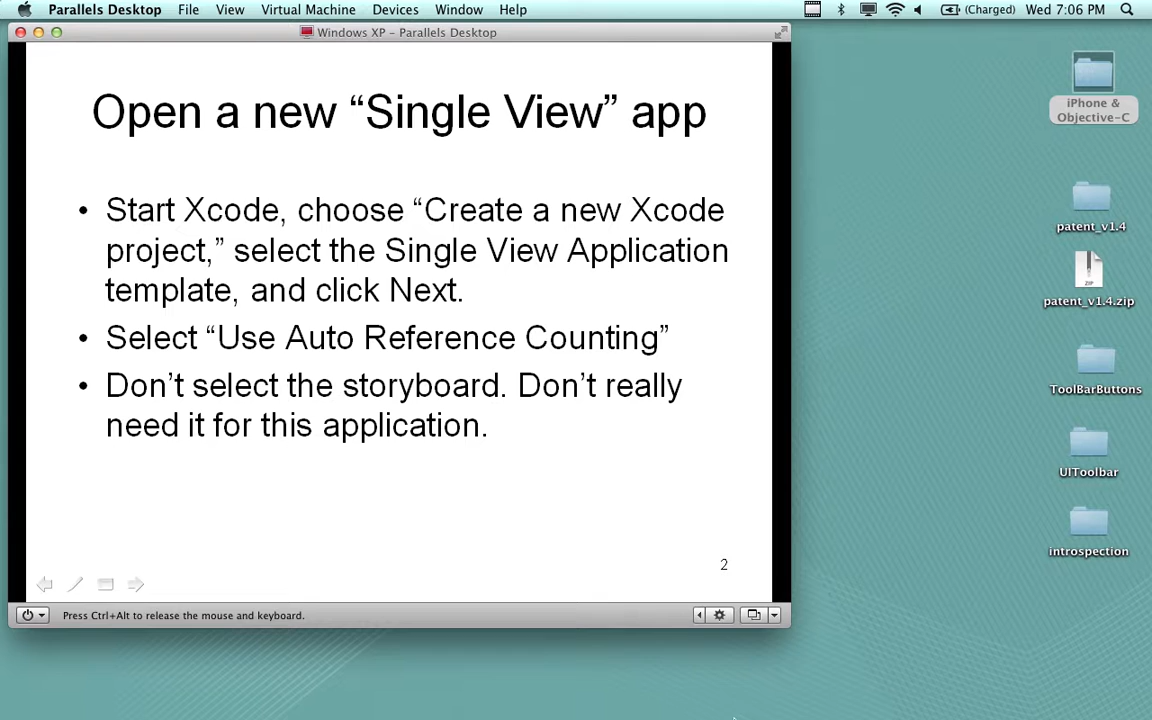 Parallels Desktop File View Virtual Machine Devices Window Help (Charged) Wed 7:06 PM
Windows XP - Parallels Desktop
Open a new “Single View” app
• Start Xcode, choose “Create a new Xcode
project,” select the Single View Application
template, and click Next.
• Select “Use Auto Reference Counting”
• Don’t select the storyboard. Don’t really
need it for this application.
2
Press Ctrl+Alt to release the mouse and keyboard.
iPhone &
Objective-C
patent_v1.4
ZIP
patent_v1.4.zip
ToolBarButtons
UIToolbar
introspection